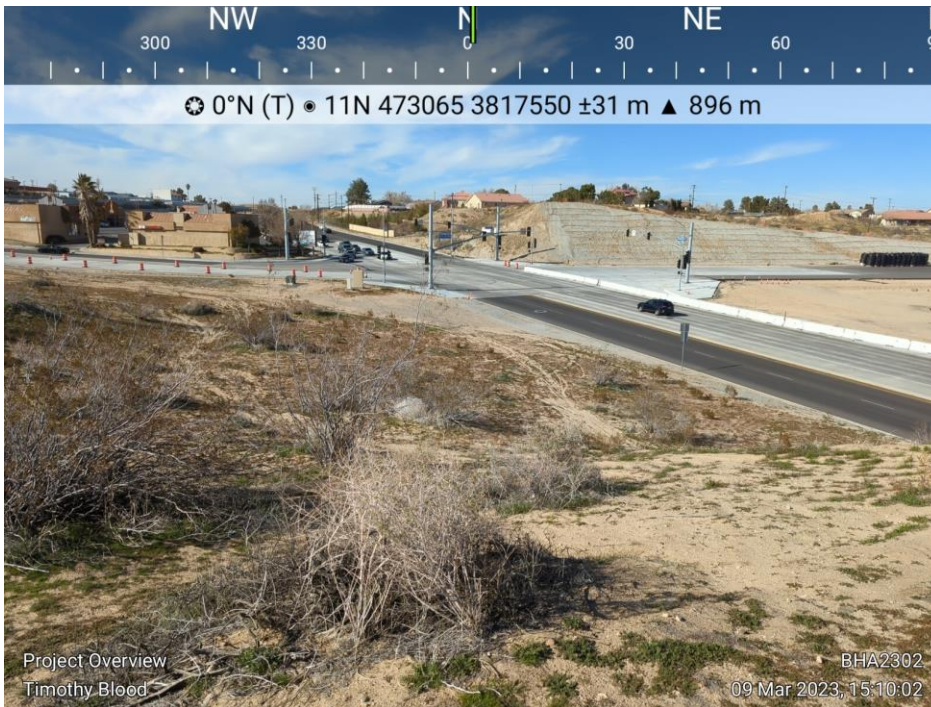 NW N NE
300 330 0 30 60
0°N (T) 11N 473065 3817550 ±31 m ▲ 896 m
Project Overview
Timothy Blood
BHA2302
09 Mar 2023, 15:10:02